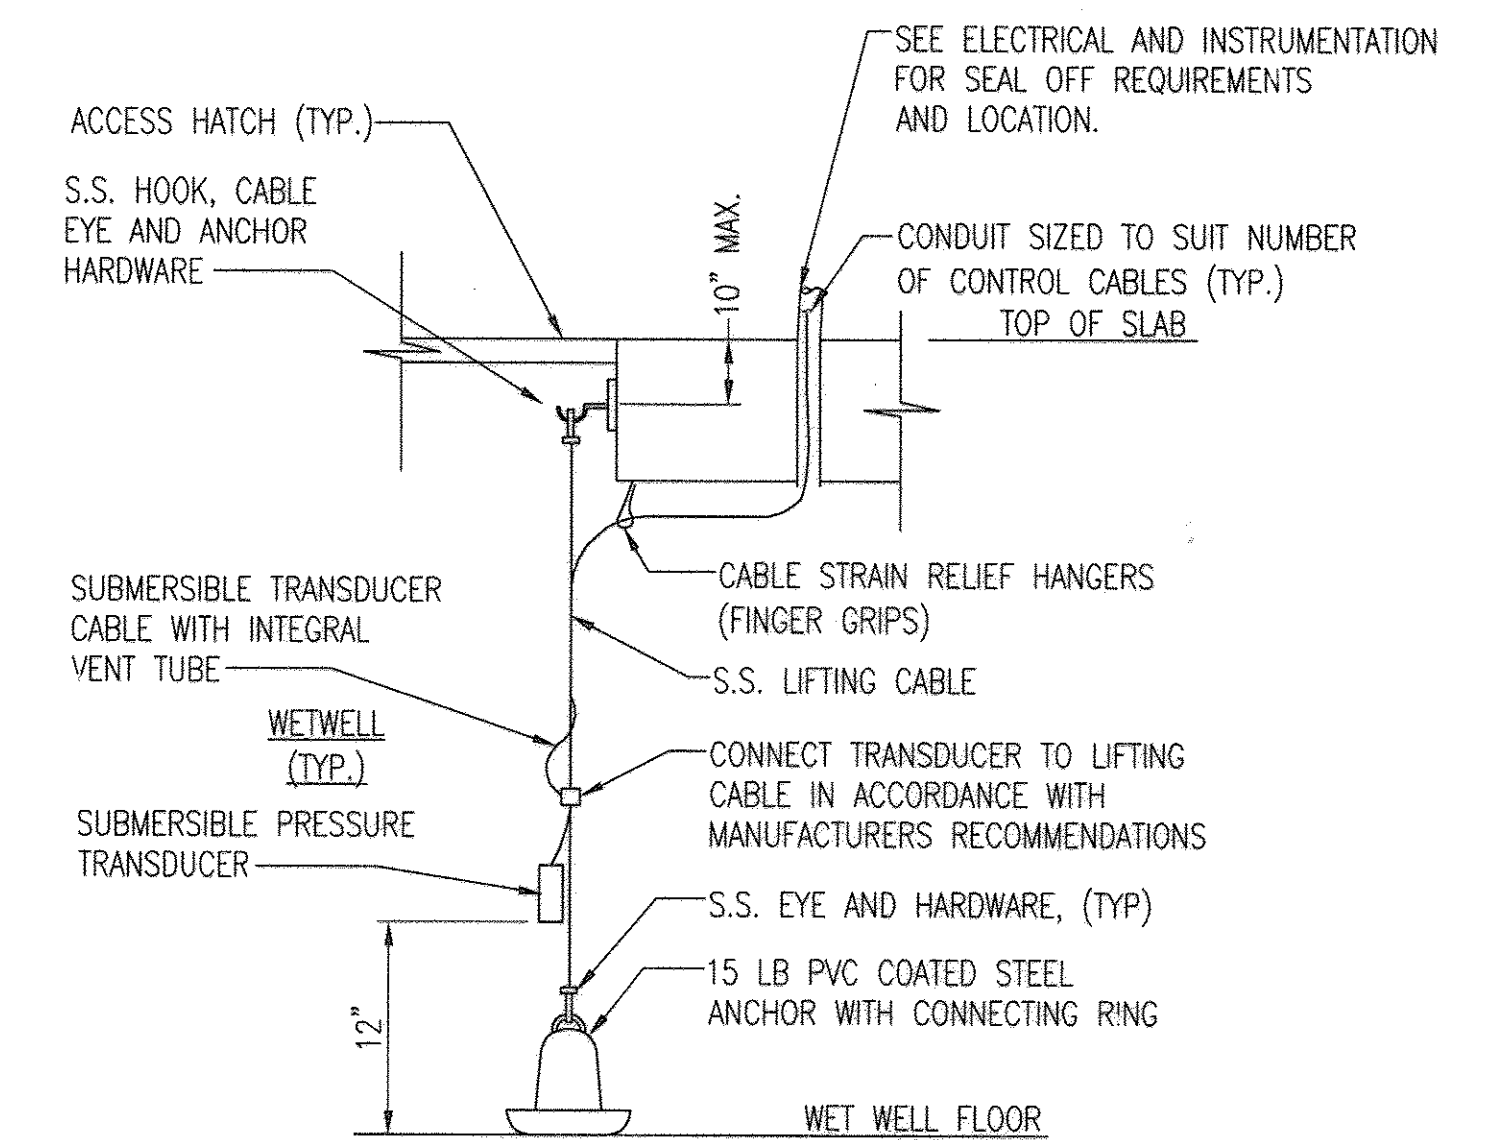 SEE ELECTRICAL AND INSTRUMENTATION
FOR SEAL OFF REQUIREMENTS
AND LOCATION.
ACCESS HATCH (TYP.)
S.S. HOOK, CABLE
EYE AND ANCHOR
HARDWARE
10" MAX.
CONDUIT SIZED TO SUIT NUMBER
OF CONTROL CABLES (TYP.)
TOP OF SLAB
CABLE STRAIN RELIEF HANGERS
(FINGER GRIPS)
SUBMERSIBLE TRANSDUCER
CABLE WITH INTEGRAL
VENT TUBE
S.S. LIFTING CABLE
WETWELL
(TYP.)
CONNECT TRANSDUCER TO LIFTING
CABLE IN ACCORDANCE WITH
MANUFACTURERS RECOMMENDATIONS
SUBMERSIBLE PRESSURE
TRANSDUCER
S.S. EYE AND HARDWARE, (TYP)
15 LB PVC COATED STEEL
ANCHOR WITH CONNECTING RING
12"
WET WELL FLOOR